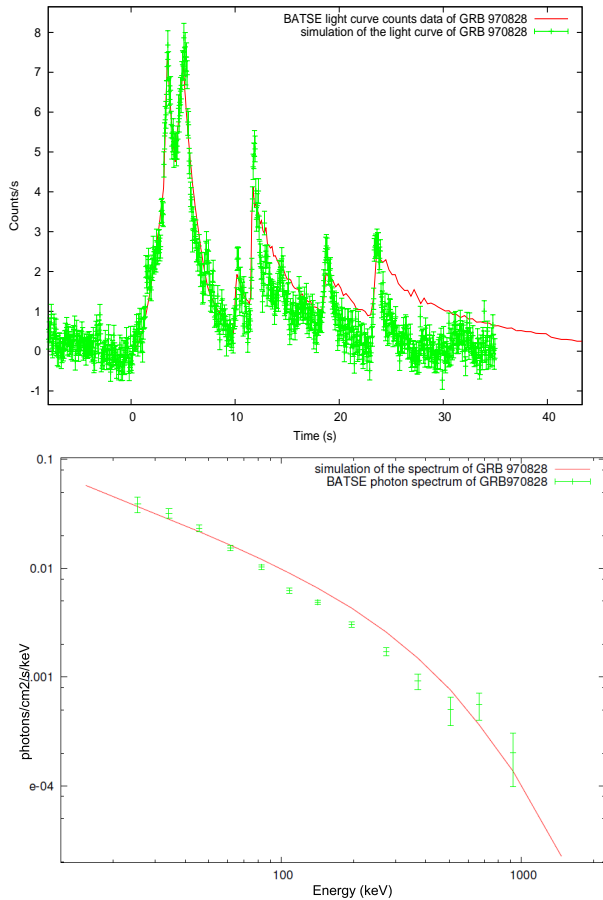 BATSE light curve counts data of GRB 970828
simulation of the light curve of GRB 970828
8
7
6
5
4
3
2
1
0
-1
Counts/s
0 10 20 30 40
Time (s)
simulation of the spectrum of GRB 970828
BATSE photon spectrum of GRB970828
0.1
0.01
.001
e-04
photons/cm2/s/keV
100 1000
Energy (keV)